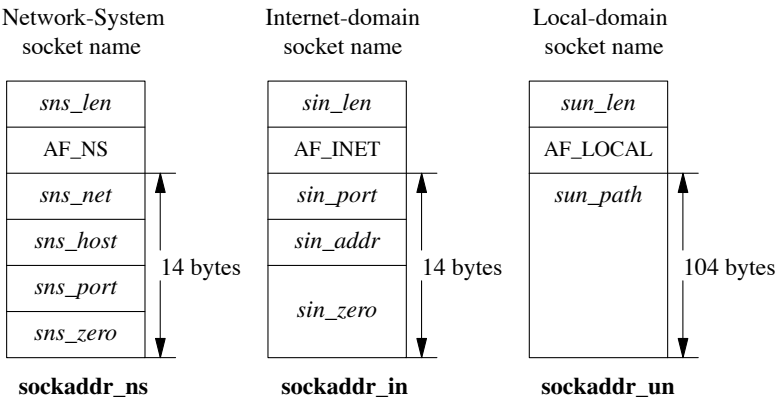 Network-System
socket name
sns_len
AF_NS
sns_net
sns_host
sns_port
sns_zero
14 bytes
sockaddr_ns
Internet-domain
socket name
sin_len
AF_INET
sin_port
sin_addr
sin_zero
14 bytes
sockaddr_in
Local-domain
socket name
sun_len
AF_LOCAL
sun_path
104 bytes
sockaddr_un